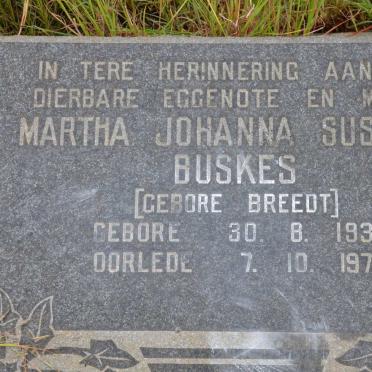 IN TERE HERINNERING AAN
DIERBARE EGGENOTE EN M
MARTHA JOHANNA SUS
BUSKES
[GEBORE BREEDT]
GEBORE 30. 8. 193
OORLEDE 7. 10. 197